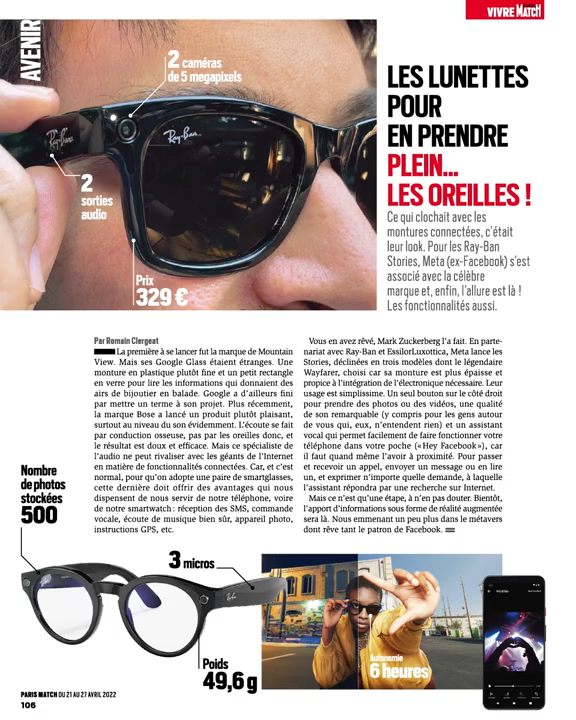 VIVRE MATCH
AVENIR
2 caméras
de 5 megapixels
Ray-Ban
Ray-Ban
2
sorties
audio
Prix
329 €
LES LUNETTES
POUR
EN PRENDRE
PLEIN...
LES OREILLES !
Ce qui clochait avec les
montures connectées, c'était
leur look. Pour les Ray-Ban
Stories, Meta (ex-Facebook) s'est
associé avec la célèbre
marque et, enfin, l'allure est là !
Les fonctionnalités aussi.
Par Romain Clergeat
La première à se lancer fut la marque de Mountain
View. Mais ses Google Glass étaient étranges. Une
monture en plastique plutôt fine et un petit rectangle
en verre pour lire les informations qui donnaient des
airs de bijoutier en balade. Google a d'ailleurs fini
par mettre un terme à son projet. Plus récemment,
la marque Bose a lancé un produit plutôt plaisant,
surtout au niveau du son évidemment. L'écoute se fait
par conduction osseuse, pas par les oreilles donc, et
le résultat est doux et efficace. Mais ce spécialiste de
l'audio ne peut rivaliser avec les géants de l'Internet
en matière de fonctionnalités connectées. Car, et c'est
normal, pour qu'on adopte une paire de smartglasses,
cette dernière doit offrir des avantages qui nous
dispensent de nous servir de notre téléphone, voire
de notre smartwatch : réception des SMS, commande
vocale, écoute de musique bien sûr, appareil photo,
instructions GPS, etc.
Vous en avez rêvé, Mark Zuckerberg l'a fait. En parte-
nariat avec Ray-Ban et EssilorLuxottica, Meta lance les
Stories, déclinées en trois modèles dont le légendaire
Wayfarer, choisi car sa monture est plus épaisse et
propice à l'intégration de l'électronique nécessaire. Leur
usage est simplissime. Un seul bouton sur le côté droit
pour prendre des photos ou des vidéos, une qualité
de son remarquable (y compris pour les gens autour
de vous qui, eux, n'entendent rien) et un assistant
vocal qui permet facilement de faire fonctionner votre
téléphone dans votre poche (« Hey Facebook »), car
il faut quand même l'avoir à proximité. Pour passer
et recevoir un appel, envoyer un message ou en lire
un, et exprimer n'importe quelle demande, à laquelle
l'assistant répondra par une recherche sur Internet.
Mais ce n'est qu'une étape, à n'en pas douter. Bientôt,
l'apport d'informations sous forme de réalité augmentée
sera là. Nous emmenant un peu plus dans le métavers
dont rêve tant le patron de Facebook.
Nombre
de photos
stockées
500
3 micros
Ray-Ban
Poids
49,6 g
Autonomie
6 heures
PARIS MATCH DU 21 AU 27 AVRIL 2022
106